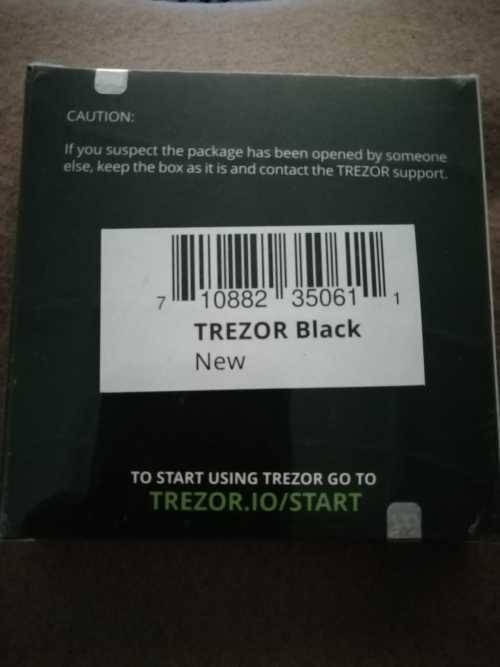 CAUTION:
If you suspect the package has been opened by someone
else, keep the box as it is and contact the TREZOR support.
7 10882 35061 1
TREZOR Black
New
TO START USING TREZOR GO TO
TREZOR.IO/START